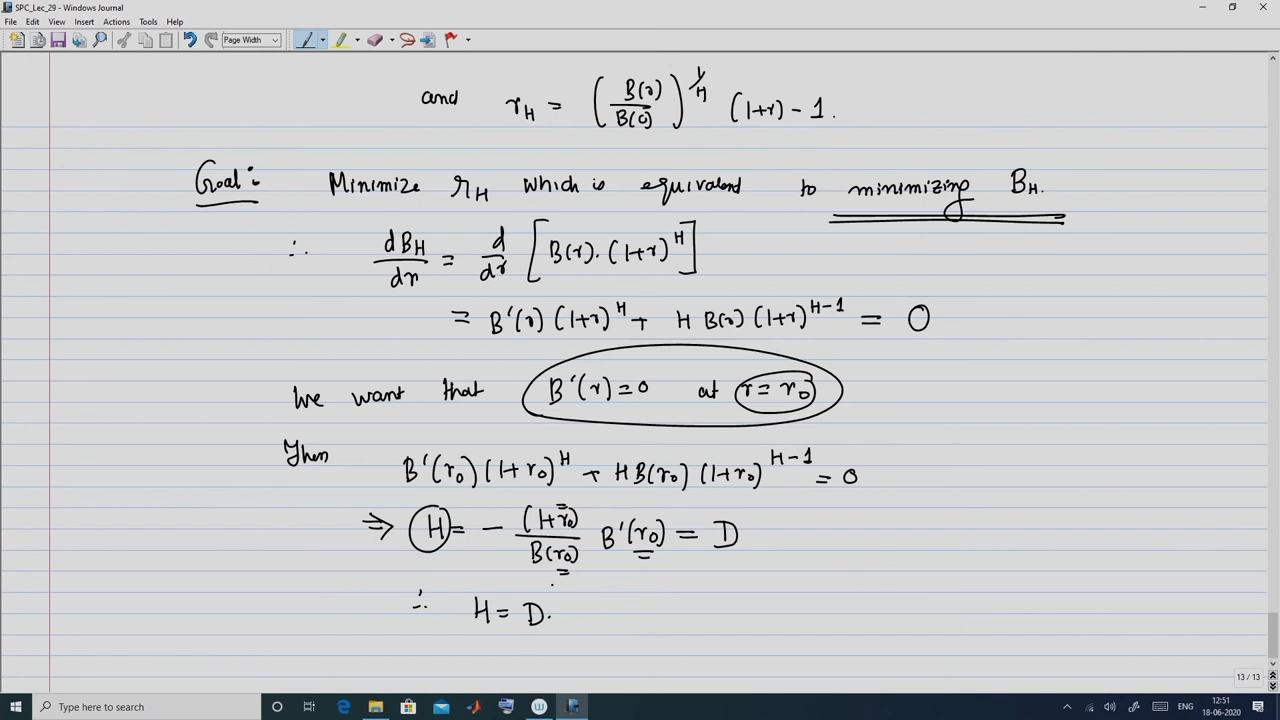 SPC_Lec_29 - Windows Journal
File Edit View Insert Actions Tools Help
Page Width
and r_H = (B(r)/B(0))^{1/H} (1+r) - 1.
Goal: Minimize r_H which is equivalent to minimizing B_H.
∴ dB_H/dr = d/dr [B(r).(1+r)^H]
= B'(r)(1+r)^H + H B(r)(1+r)^{H-1} = 0
We want that B'(r)=0 at r=r_0
Then B'(r_0)(1+r_0)^H + HB(r_0)(1+r_0)^{H-1} = 0
⇒ H = - (1+r_0)/B(r_0) B'(r_0) = D
∴ H = D.
13 / 13
Type here to search
12:51
18-06-2020